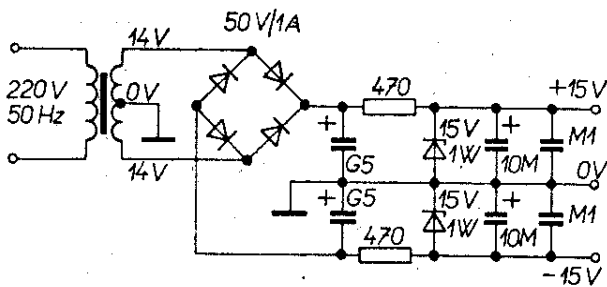 50V/1A
14V
220V
50Hz
0V
14V
470
+15V
+
G5
15V
1W
+
10M
M1
0V
+
G5
15V
1W
+
10M
M1
470
-15V